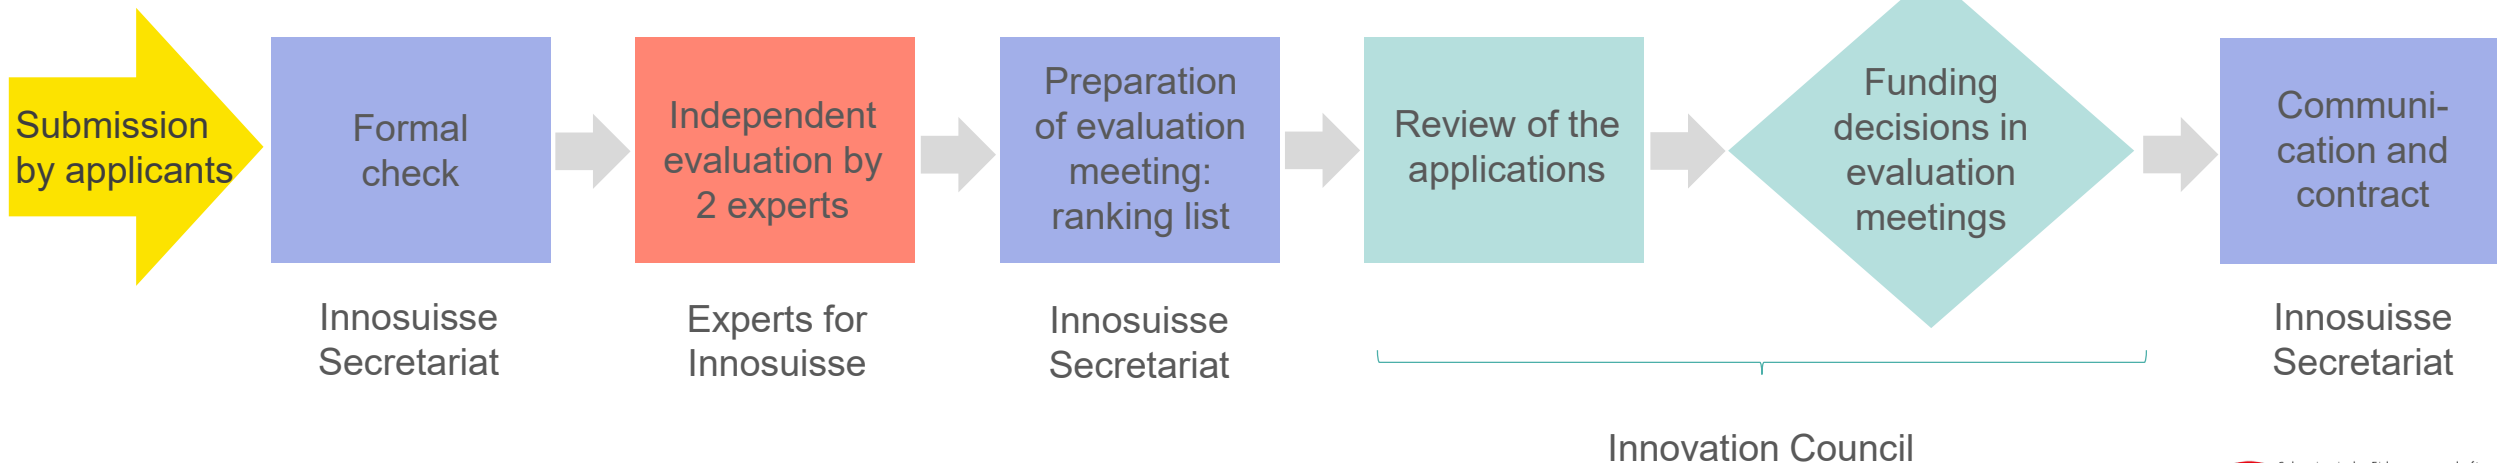 Submission
by applicants
Formal
check
Independent
evaluation by
2 experts
Preparation
of evaluation
meeting:
ranking list
Review of the
applications
Funding
decisions in
evaluation
meetings
Communi-
cation and
contract
Innosuisse
Secretariat
Experts for
Innosuisse
Innosuisse
Secretariat
Innovation Council
Innosuisse
Secretariat